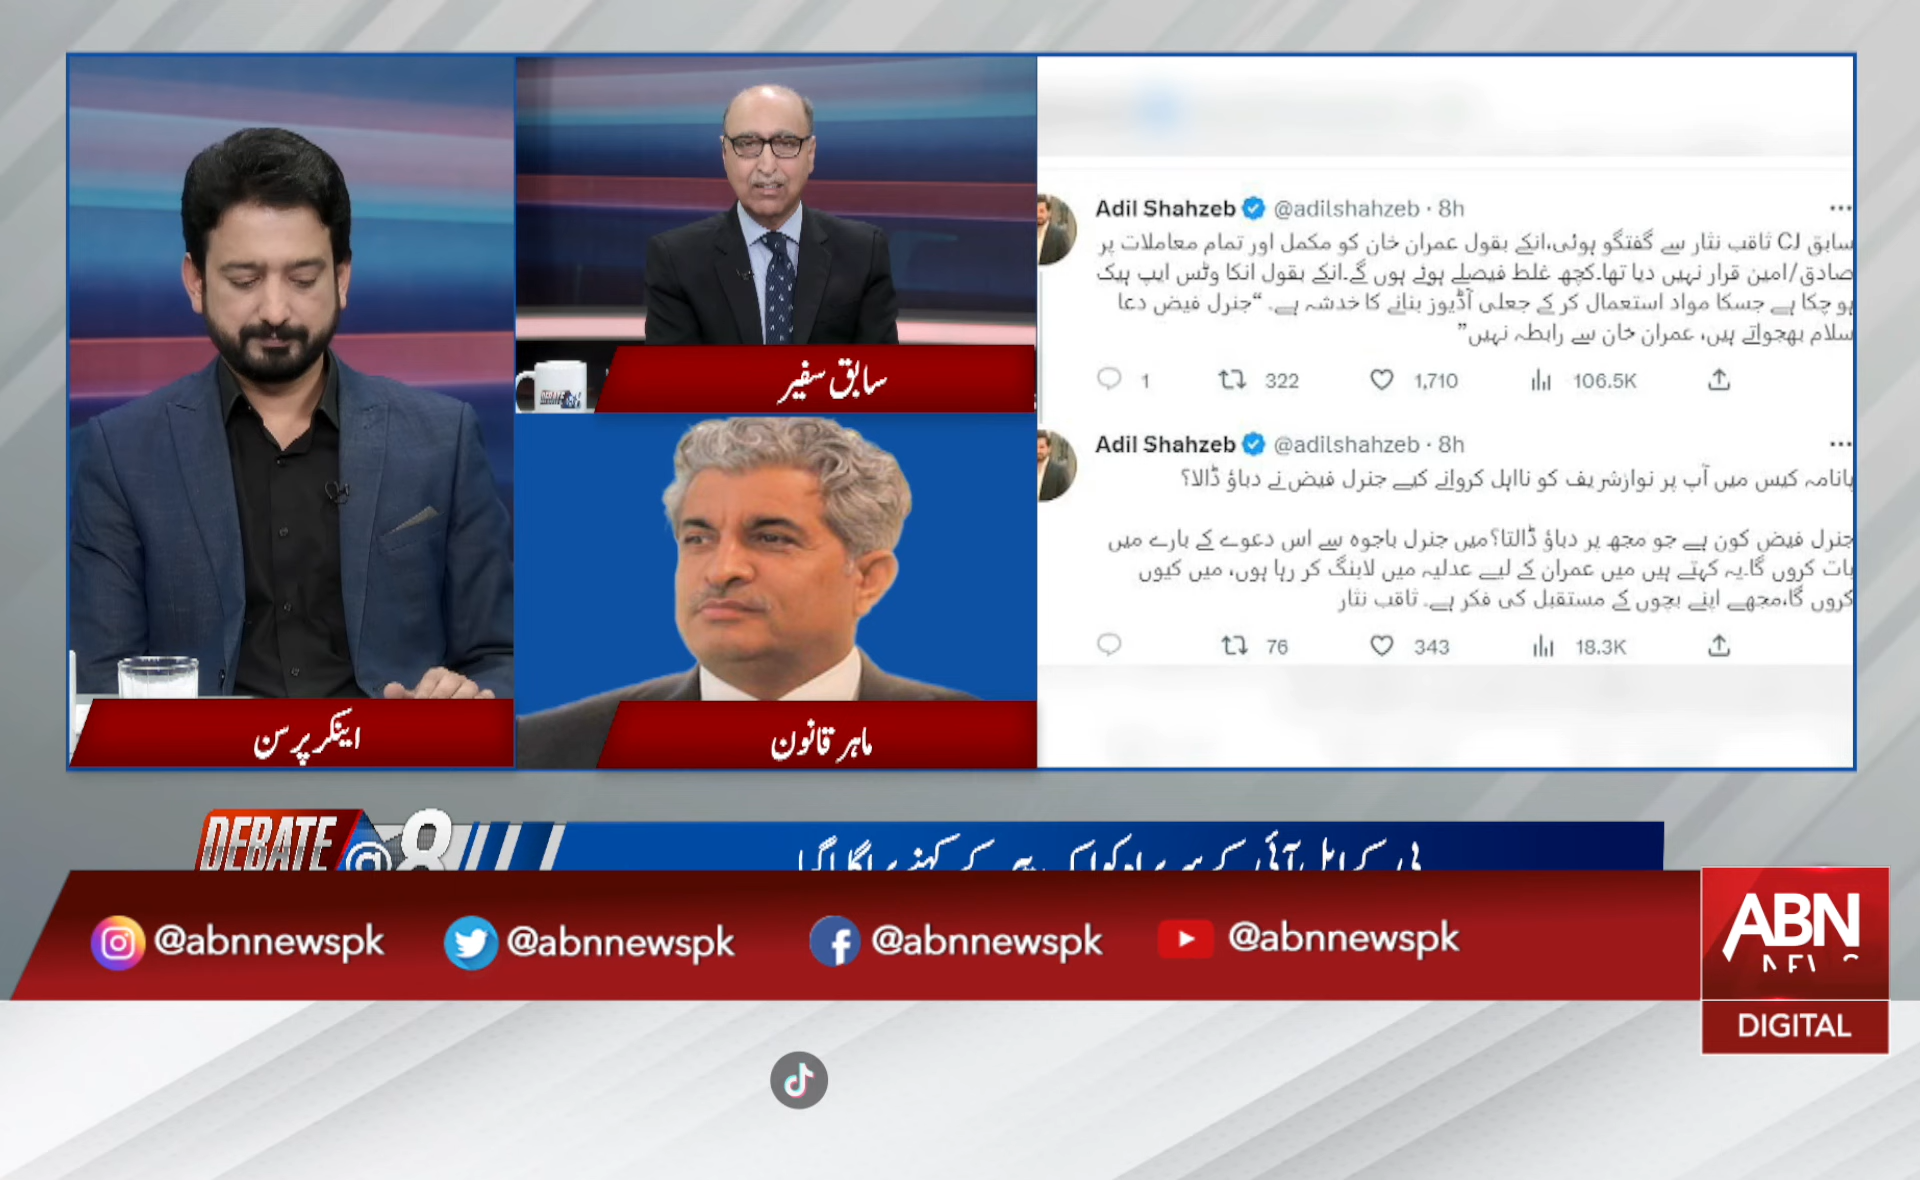 Adil Shahzeb @adilshahzeb · 8h
سابق CJ ثاقب نثار سے گفتگو ہوئی،انکے بقول عمران خان کو مکمل اور تمام معاملات پر
صادق/امین قرار نہیں دیا تھا۔کچھ غلط فیصلے ہوئے ہوں گے۔انکے بقول انکا وٹس ایپ ہیک
ہو چکا ہے جسکا مواد استعمال کر کے جعلی آڈیوز بنانے کا خدشہ ہے۔ “جنرل فیض دعا
سلام بھجواتے ہیں، عمران خان سے رابطہ نہیں”
1 322 1,710 106.5K
Adil Shahzeb @adilshahzeb · 8h
پانامہ کیس میں آپ پر نوازشریف کو نااہل کروانے کیے جنرل فیض نے دباؤ ڈالا؟
جنرل فیض کون ہے جو مجھ پر دباؤ ڈالتا؟میں جنرل باجوہ سے اس دعوے کے بارے میں
بات کروں گا۔یہ کہتے ہیں میں عمران کے لیے عدلیہ میں لابنگ کر رہا ہوں، میں کیوں
کروں گا،مجھے اپنے بچوں کے مستقبل کی فکر ہے۔ ثاقب نثار
76 343 18.3K
سابق سفیر
اینکر پرسن
ماہر قانون
DEBATE @ 8
@abnnewspk @abnnewspk @abnnewspk @abnnewspk
ABN
DIGITAL